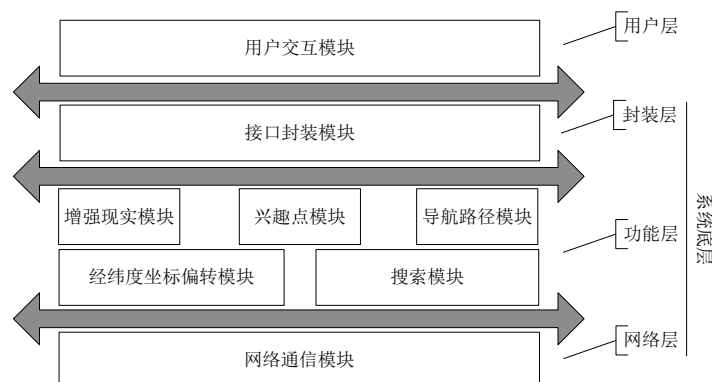 用户交互模块
用户层
接口封装模块
封装层
增强现实模块
兴趣点模块
导航路径模块
功能层
经纬度坐标偏转模块
搜索模块
网络通信模块
网络层
系统底层